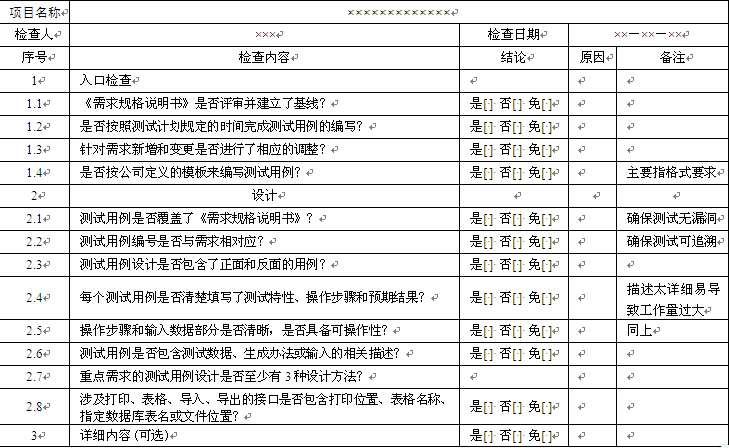 项目名称 ×××××××××××××
检查人 ××× 检查日期 ××—××—××
序号 检查内容 结论 原因 备注
1 入口检查
1.1 《需求规格说明书》是否评审并建立了基线? 是[ ] 否[ ] 免[ ]
1.2 是否按照测试计划规定的时间完成测试用例的编写? 是[ ] 否[ ] 免[ ]
1.3 针对需求新增和变更是否进行了相应的调整? 是[ ] 否[ ] 免[ ]
1.4 是否按公司定义的模板来编写测试用例? 是[ ] 否[ ] 免[ ] 主要指格式要求
2 设计
2.1 测试用例是否覆盖了《需求规格说明书》? 是[ ] 否[ ] 免[ ] 确保测试无漏洞
2.2 测试用例编号是否与需求相对应? 是[ ] 否[ ] 免[ ] 确保测试可追溯
2.3 测试用例设计是否包含了正面和反面的用例? 是[ ] 否[ ] 免[ ]
2.4 每个测试用例是否清楚填写了测试特性、操作步骤和预期结果? 是[ ] 否[ ] 免[ ] 描述太详细易导
致工作量过大
2.5 操作步骤和输入数据部分是否清晰，是否具备可操作性? 是[ ] 否[ ] 免[ ] 同上
2.6 测试用例是否包含测试数据、生成办法或输入的相关描述? 是[ ] 否[ ] 免[ ]
2.7 重点需求的测试用例设计是否至少有3种设计方法?
2.8 涉及打印、表格、导入、导出的接口是否包含打印位置、表格名称、
指定数据库表名或文件位置? 是[ ] 否[ ] 免[ ]
3 详细内容(可选) 是[ ] 否[ ] 免[ ]